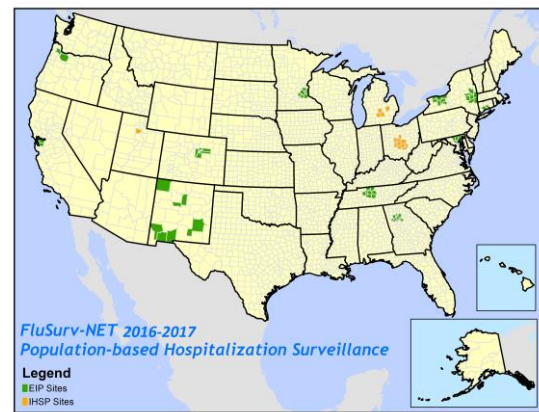 FluSurv-NET 2016-2017
Population-based Hospitalization Surveillance
Legend
EIP Sites
IHSP Sites